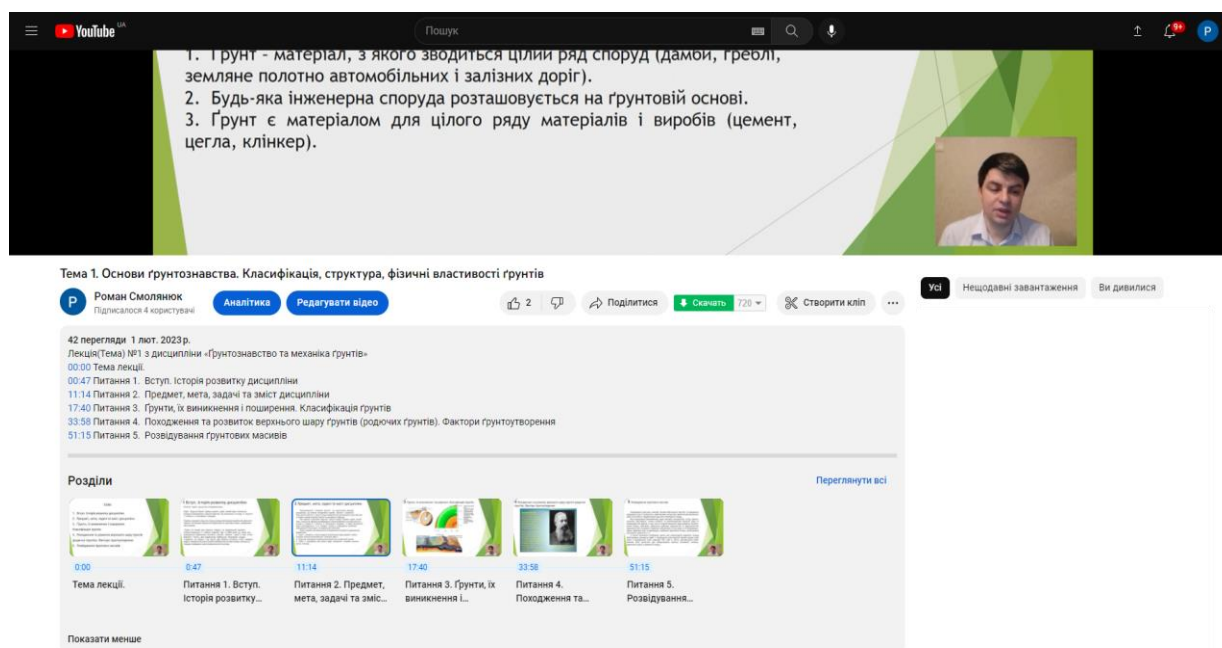 YouTube UA
Пошук
9+
P
1. Ґрунт – матеріал, з якого зводиться цілий ряд споруд (дамби, греблі,
земляне полотно автомобільних і залізних доріг).
2. Будь-яка інженерна споруда розташовується на ґрунтовій основі.
3. Ґрунт є матеріалом для цілого ряду матеріалів і виробів (цемент,
цегла, клінкер).
Тема 1. Основи ґрунтознавства. Класифікація, структура, фізичні властивості ґрунтів
P
Роман Смолянюк
Підписалося 4 користувачі
Аналітика
Редагувати відео
2
Поділитися
Скачать
720
Створити кліп
Усі
Нещодавні завантаження
Ви дивилися
42 перегляди 1 лют. 2023 р.
Лекція(Тема) №1 з дисципліни «Ґрунтознавство та механіка ґрунтів»
00:00 Тема лекції.
00:47 Питання 1. Вступ. Історія розвитку дисципліни
11:14 Питання 2. Предмет, мета, задачі та зміст дисципліни
17:40 Питання 3. Ґрунти, їх виникнення і поширення. Класифікація ґрунтів
33:58 Питання 4. Походження та розвиток верхнього шару ґрунтів (родючих ґрунтів). Фактори ґрунтоутворення
51:15 Питання 5. Розвідування ґрунтових масивів
Розділи
Переглянути всі
0:00
0:47
11:14
17:40
33:58
51:15
Тема лекції.
Питання 1. Вступ.
Історія розвитку...
Питання 2. Предмет,
мета, задачі та зміс...
Питання 3. Ґрунти, їх
виникнення і...
Питання 4.
Походження та...
Питання 5.
Розвідування...
Показати менше